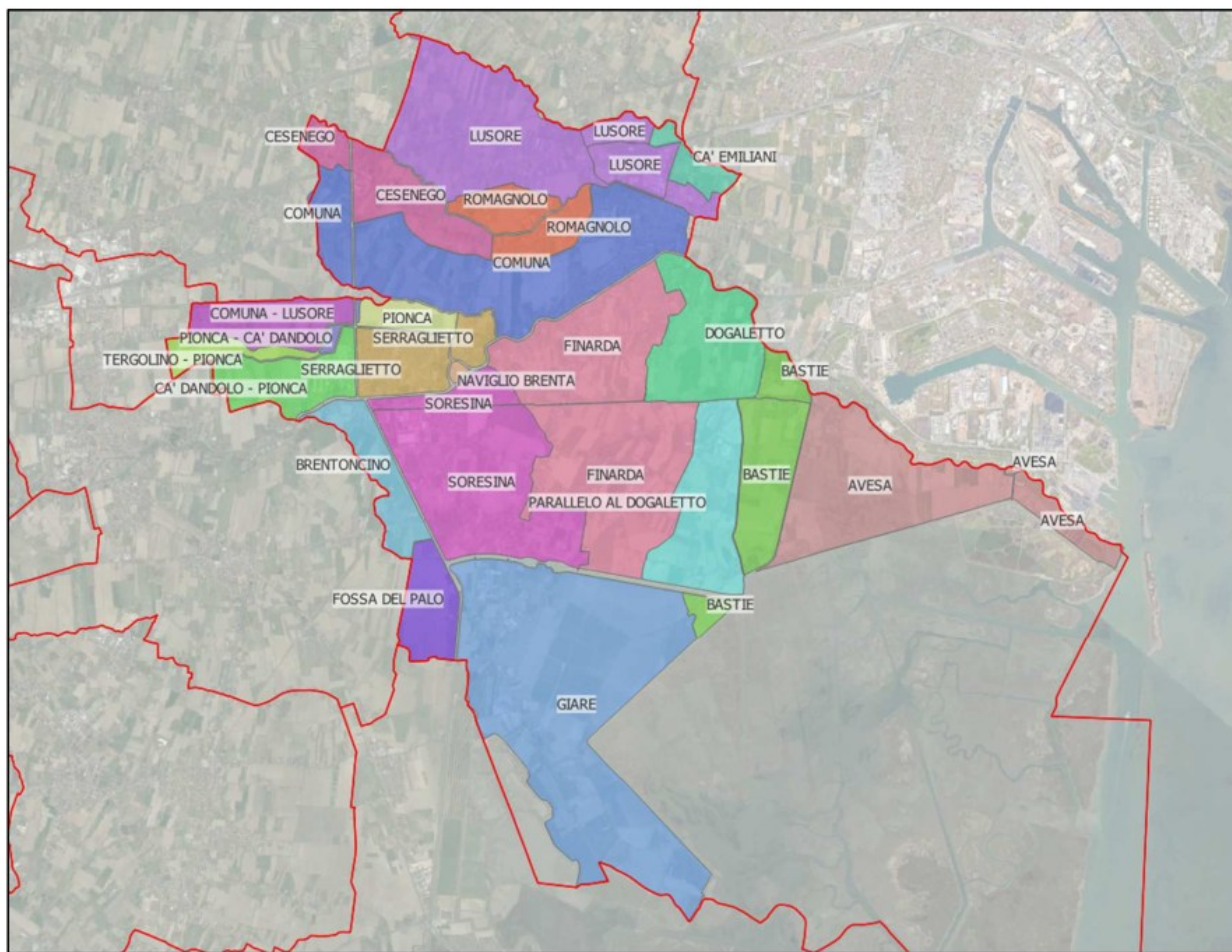 LUSORE
LUSORE
CESENEGO
CA' EMILIANI
LUSORE
CESENEGO
ROMAGNOLO
COMUNA
ROMAGNOLO
COMUNA
COMUNA - LUSORE
PIONCA
DOGALETTO
PIONCA - CA' DANDOLO
SERRAGLIETTO
FINARDA
TERGOLINO - PIONCA
SERRAGLIETTO
BASTIE
NAVIGLIO BRENTA
CA' DANDOLO - PIONCA
SORESINA
BRENTONCINO
AVESA
FINARDA
BASTIE
SORESINA
AVESA
PARALLELO AL DOGALETTO
AVESA
FOSSA DEL PALO
BASTIE
GIARE